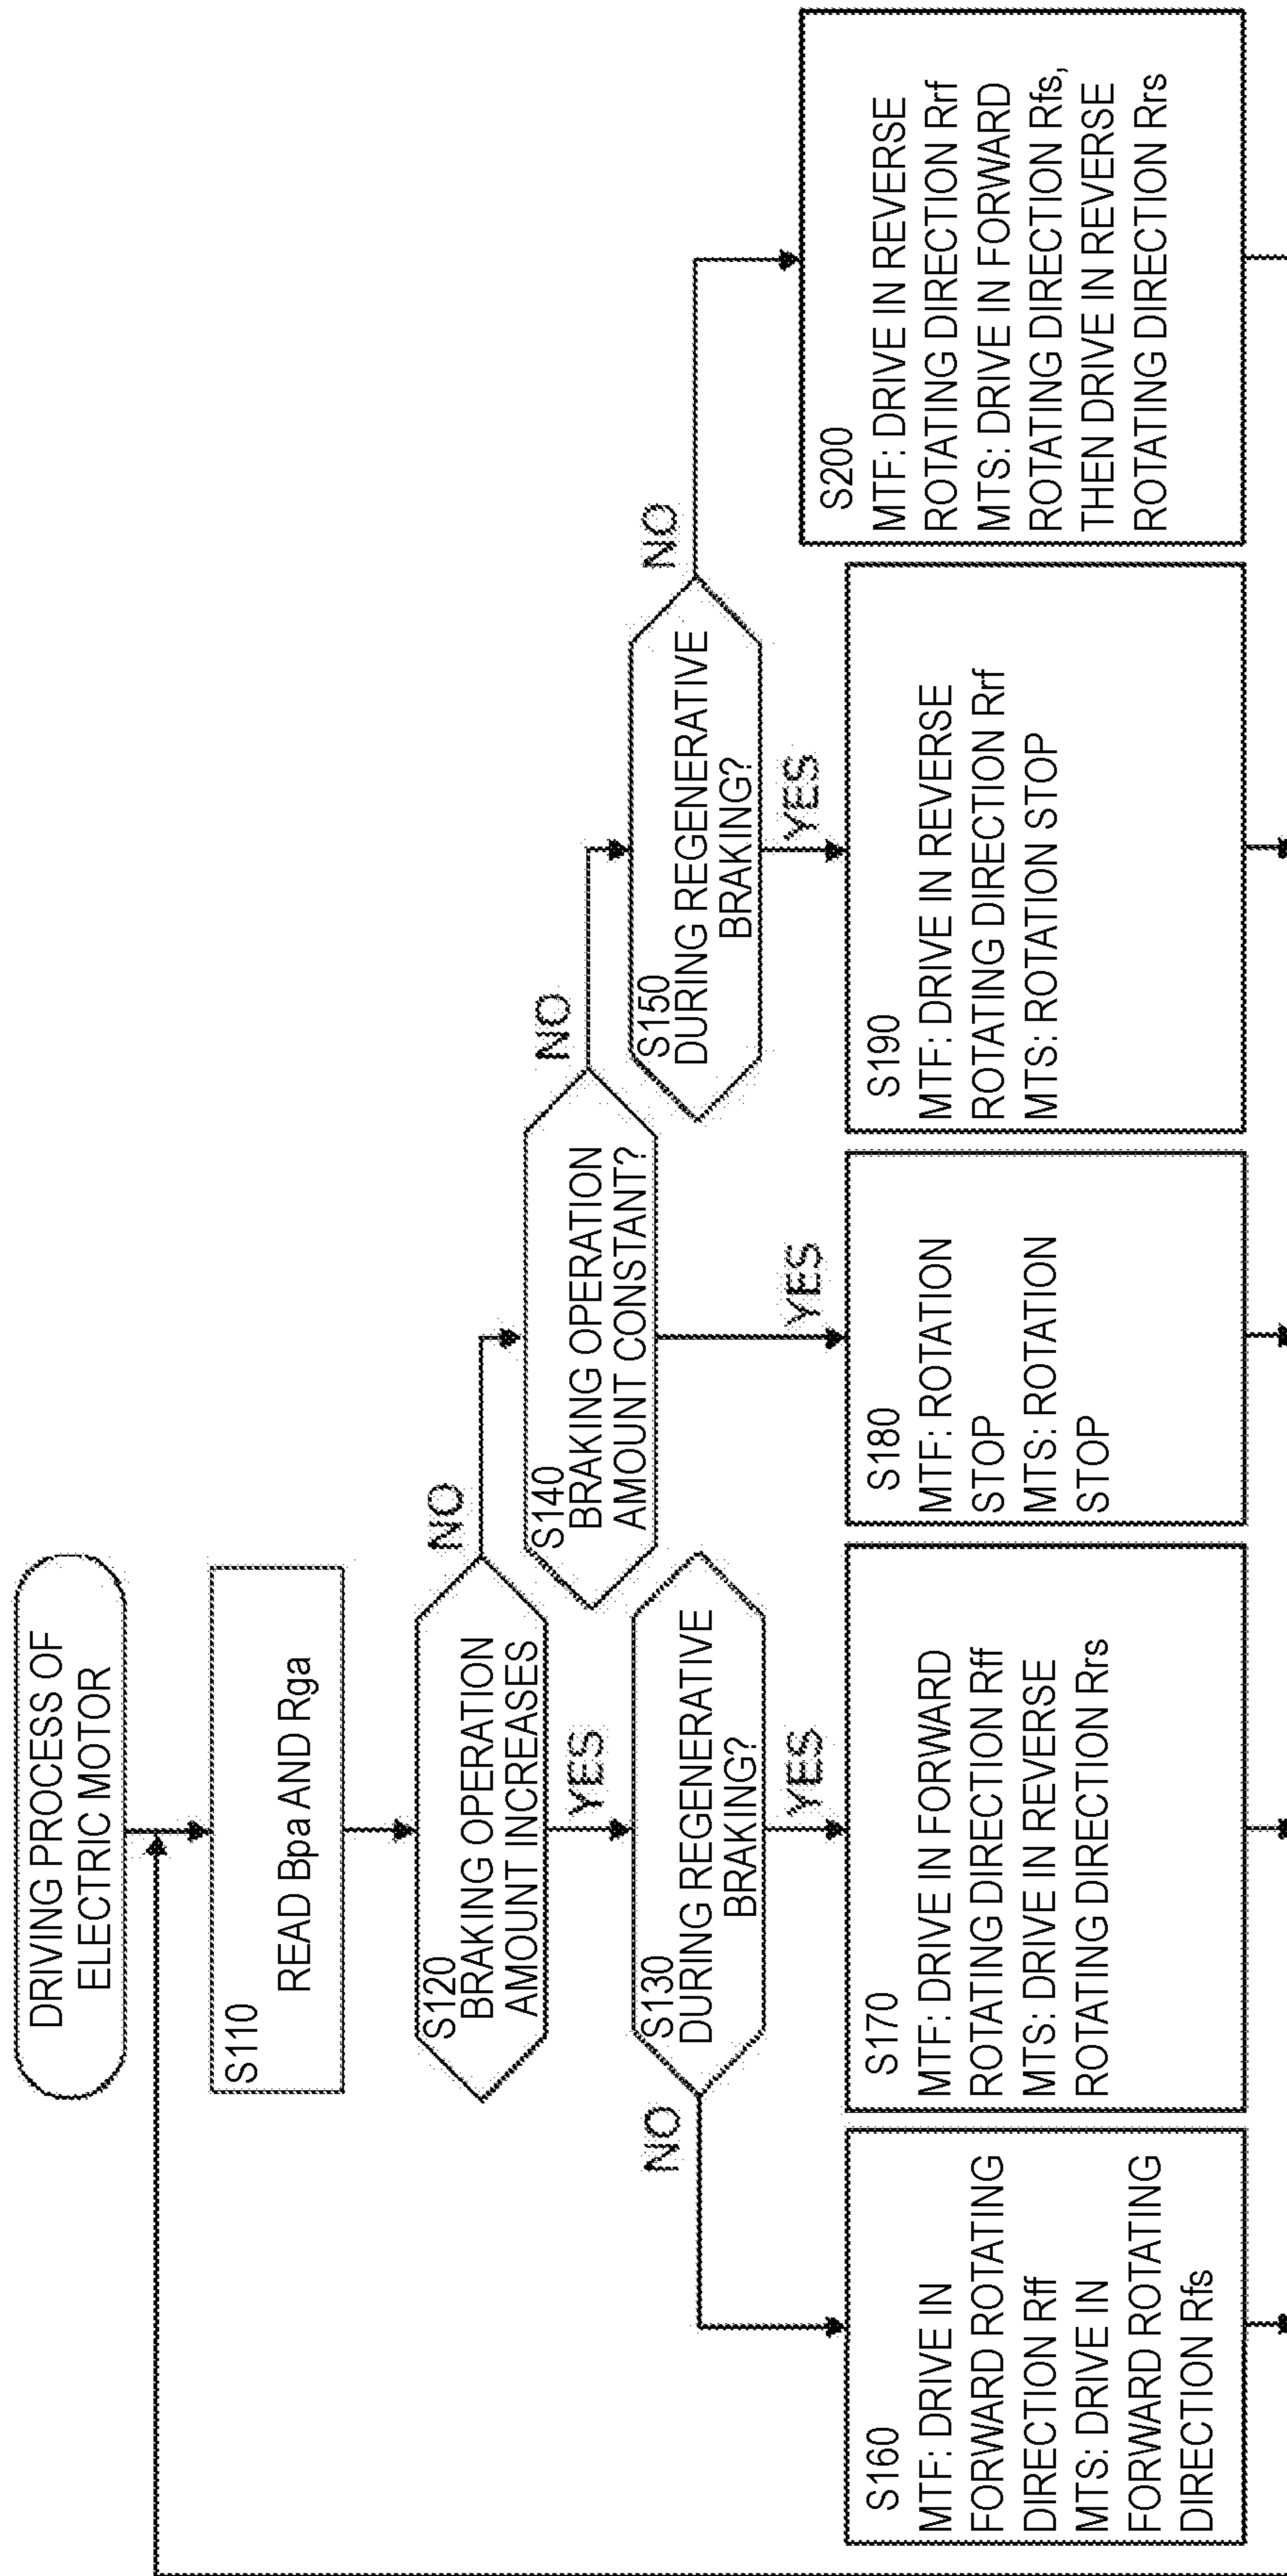 DRIVING PROCESS OF
ELECTRIC MOTOR
S110
READ Bpa AND Rga
S120
BRAKING OPERATION
AMOUNT INCREASES
NO
YES
S130
DURING REGENERATIVE
BRAKING?
NO
YES
S140
BRAKING OPERATION
AMOUNT CONSTANT?
NO
YES
S150
DURING REGENERATIVE
BRAKING?
NO
YES
S160
MTF: DRIVE IN
FORWARD ROTATING
DIRECTION Rff
MTS: DRIVE IN
FORWARD ROTATING
DIRECTION Rfs
S170
MTF: DRIVE IN FORWARD
ROTATING DIRECTION Rff
MTS: DRIVE IN REVERSE
ROTATING DIRECTION Rrs
S180
MTF: ROTATION
STOP
MTS: ROTATION
STOP
S190
MTF: DRIVE IN REVERSE
ROTATING DIRECTION Rrf
MTS: ROTATION STOP
S200
MTF: DRIVE IN REVERSE
ROTATING DIRECTION Rrf
MTS: DRIVE IN FORWARD
ROTATING DIRECTION Rfs,
THEN DRIVE IN REVERSE
ROTATING DIRECTION Rrs